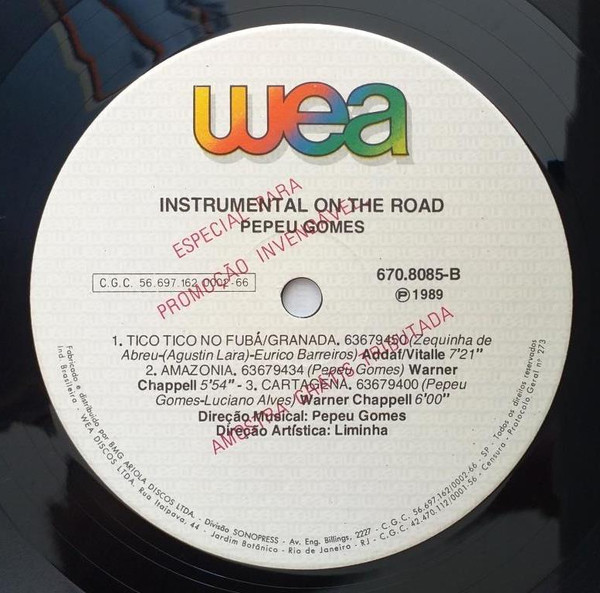 wea
INSTRUMENTAL ON THE ROAD
PEPEU GOMES
ESPECIAL PARA
PROMOÇÃO INVENDÁVEL
AMOSTRA GRATIS TRIBUTADA
C.G.C. 56.697.162 0002-66
670.8085-B
℗ 1989
1. TICO TICO NO FUBÁ/GRANADA. 63679450 (Zequinha de
Abreu-(Agustin Lara)-Eurico Barreiros) Addaf/Vitalle 7'21"
2. AMAZONIA. 63679434 (Pepeu Gomes) Warner
Chappell 5'54" - 3. CARTAGENA. 63679400 (Pepeu
Gomes-Luciano Alves) Warner Chappell 6'00"
Direção Musical: Pepeu Gomes
Direção Artística: Liminha
Fabricado e distribuido por BMG ARIOLA DISCOS LTDA. Divisão SONOPRESS - Av. Eng. Billings, 2227 - C.G.C. 56.697.162/0002-66 - SP - Todos os direitos reservados
Ind. Brasileira - WEA DISCOS LTDA. Rua Itaipava, 44 - Jardim Botânico - Rio de Janeiro - RJ - C.G.C. 42.470.112/0001-56 - Censura - Protocolo Geral nº 273